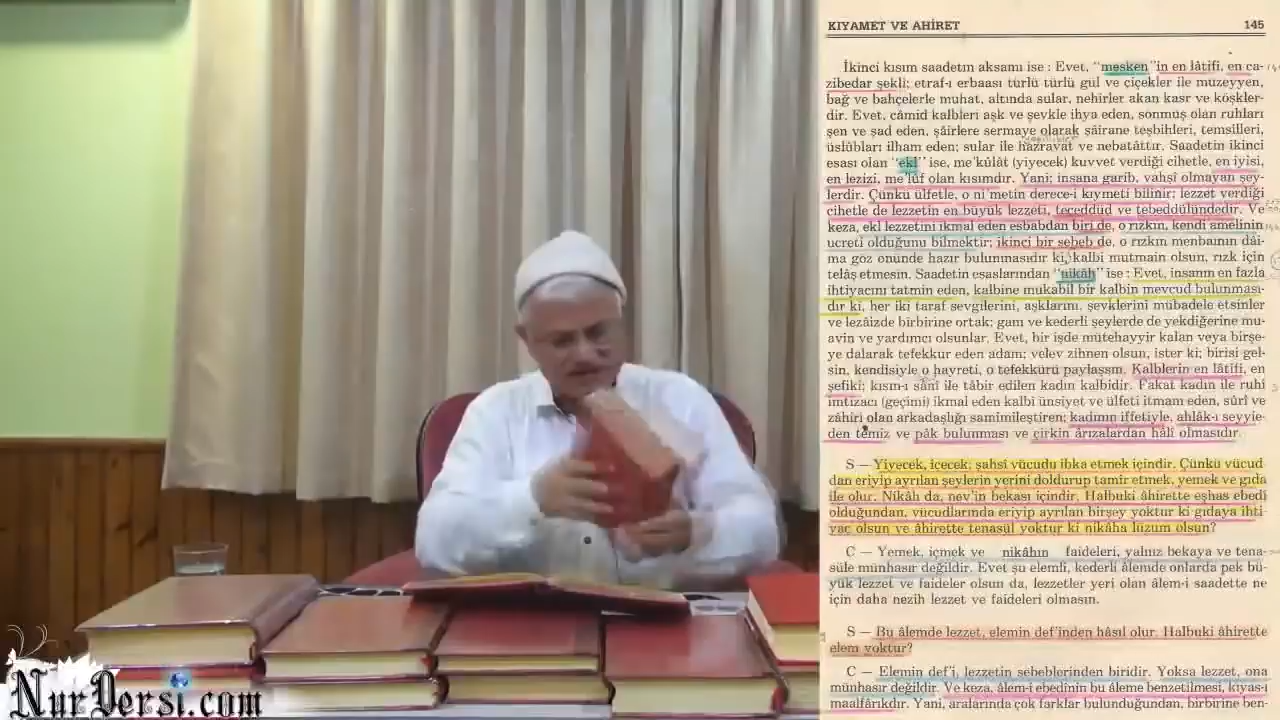 KIYAMET VE AHİRET 145
İkinci kısım saadetin aksamı ise : Evet, "mesken"in en lâtifi, en ca-
zibedar şekli; etraf-ı erbaası türlü türlü gül ve çiçekler ile müzeyyen,
bağ ve bahçelerle muhat, altında sular, nehirler akan kasr ve köşkler-
dir. Evet, câmid kalbleri aşk ve şevkle ihya eden, sönmüş olan ruhları
şen ve şad eden, şâirlere sermaye olarak şâirane teşbihleri, temsilleri,
üslûbları ilham eden; sular ile hazravat ve nebatâttır. Saadetin ikinci
esası olan "ekl" ise, me'kûlât (yiyecek) kuvvet verdiği cihetle, en iyisi,
en lezizi, me'lûf olan kısımdır. Yani; insana garib, vahşî olmayan şey-
lerdir. Çünkü ülfetle, o ni'metin derece-i kıymeti bilinir; lezzet verdiği
cihetle de lezzetin en büyük lezzeti, teceddüd ve tebeddülündedir. Ve
keza, ekl lezzetini ikmal eden esbabdan biri de, o rızkın, kendi amelinin
ücreti olduğunu bilmektir; ikinci bir sebeb de, o rızkın menbaının dâi-
ma göz önünde hazır bulunmasıdır ki, kalbi mutmain olsun, rızk için
telâş etmesin. Saadetin esaslarından "nikâh" ise : Evet, insanın en fazla
ihtiyacını tatmin eden, kalbine mukabil bir kalbin mevcud bulunması-
dır ki, her iki taraf sevgilerini, aşklarını, şevklerini mübadele etsinler
ve lezâizde birbirine ortak; gam ve kederli şeylerde de yekdiğerine mu-
avin ve yardımcı olsunlar. Evet, bir işde mütehayyir kalan veya birşe-
ye dalarak tefekkür eden adam; velev zihnen olsun, ister ki; birisi gel-
sin, kendisiyle o hayreti, o tefekkürü paylaşsın. Kalblerin en lâtifi, en
şefiki; kısm-ı sânî ile tâbir edilen kadın kalbidir. Fakat kadın ile ruhî
imtizacı (geçimi) ikmal eden kalbî ünsiyet ve ülfeti itmam eden, sûrî ve
zâhirî olan arkadaşlığı samimîleştiren; kadının iffetiyle, ahlâk-ı seyyie-
den temiz ve pâk bulunması ve çirkin ârızalardan hâlî olmasıdır.
S — Yiyecek, içecek; şahsî vücudu ibka etmek içindir. Çünkü vücud
dan eriyip ayrılan şeylerin yerini doldurup tamir etmek, yemek ve gıda
ile olur. Nikâh da, nev'in bekası içindir. Halbuki âhirette eşhas ebedî
olduğundan, vücudlarında eriyip ayrılan birşey yoktur ki gıdaya ihti-
yaç olsun ve âhirette tenasül yoktur ki nikâha lüzum olsun?
C — Yemek, içmek ve nikâhın faideleri, yalnız bekaya ve tena-
süle münhasır değildir. Evet şu elemli, kederli âlemde onlarda pek bü-
yük lezzet ve faideler olsun da, lezzetler yeri olan âlem-i saadette ne
için daha nezih lezzet ve faideleri olmasın.
S — Bu âlemde lezzet, elemin def'inden hâsıl olur. Halbuki âhirette
elem yoktur?
C — Elemin def'i, lezzetin sebeblerinden biridir. Yoksa lezzet, ona
münhasır değildir. Ve keza, âlem-i ebedînin bu âleme benzetilmesi, kıyas-ı
maalfârıkdır. Yani, aralarında çok farklar bulunduğundan, birbirine ben-
NurDersi.com